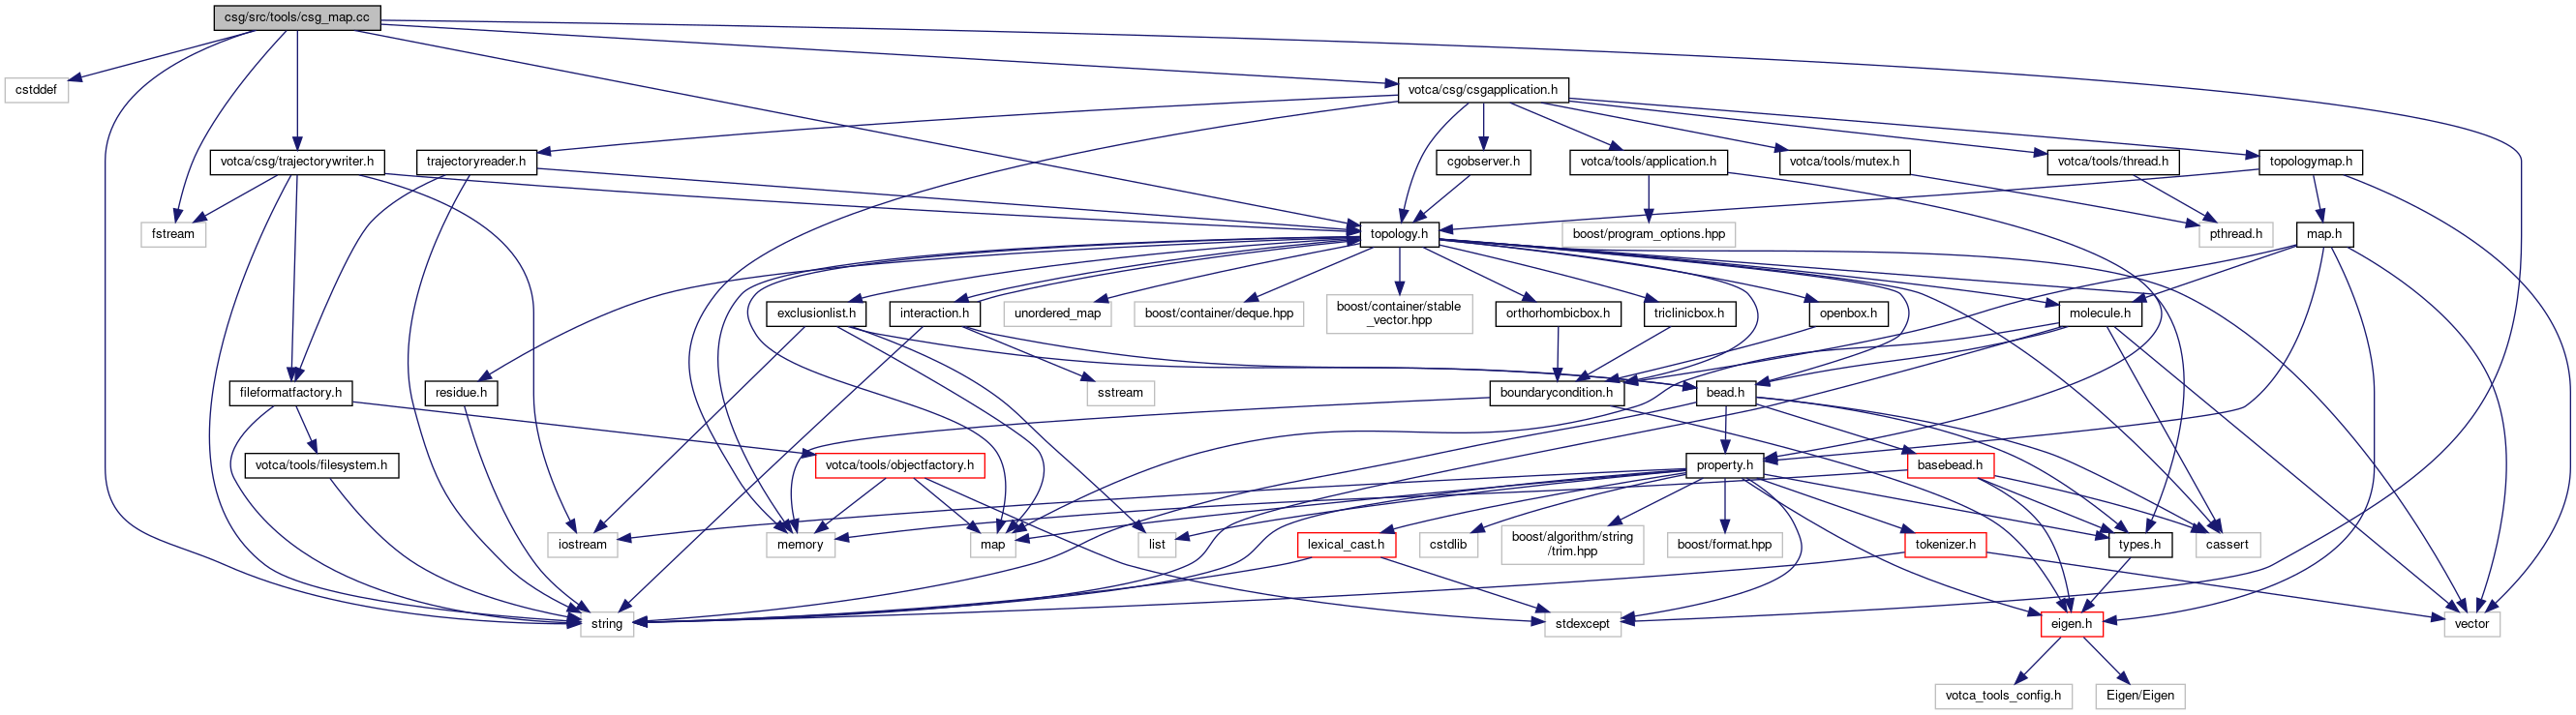 csg/src/tools/csg_map.cc
cstddef
votca/csg/csgapplication.h
votca/csg/trajectorywriter.h
trajectoryreader.h
cgobserver.h
votca/tools/application.h
votca/tools/mutex.h
votca/tools/thread.h
topologymap.h
fstream
topology.h
boost/program_options.hpp
pthread.h
map.h
exclusionlist.h
interaction.h
unordered_map
boost/container/deque.hpp
boost/container/stable
_vector.hpp
orthorhombicbox.h
triclinicbox.h
openbox.h
molecule.h
fileformatfactory.h
residue.h
sstream
boundarycondition.h
bead.h
votca/tools/filesystem.h
votca/tools/objectfactory.h
property.h
basebead.h
iostream
memory
map
list
lexical_cast.h
cstdlib
boost/algorithm/string
/trim.hpp
boost/format.hpp
tokenizer.h
types.h
cassert
string
stdexcept
eigen.h
vector
votca_tools_config.h
Eigen/Eigen